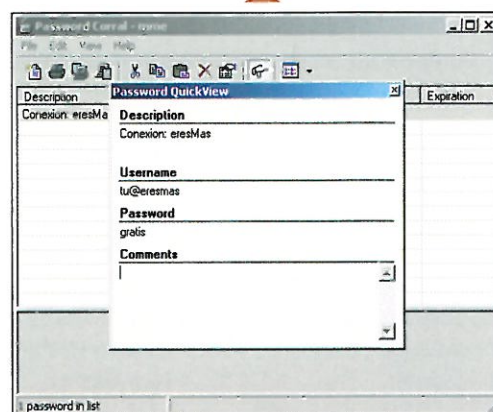 Password Corral - nsme
File Edit View Help
Description
Expiration
Conexion: eresMa
Password QuickView
Description
Conexion: eresMas
Username
tu@eresmas
Password
gratis
Comments
1 password in list